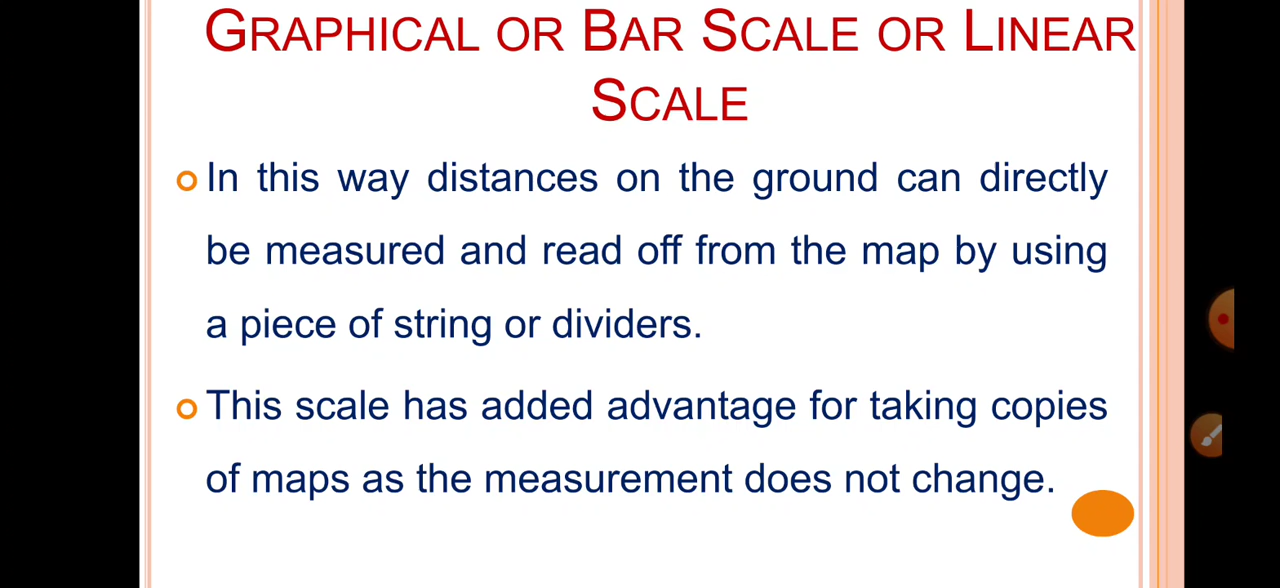 GRAPHICAL OR BAR SCALE OR LINEAR
SCALE
In this way distances on the ground can directly
be measured and read off from the map by using
a piece of string or dividers.
This scale has added advantage for taking copies
of maps as the measurement does not change.